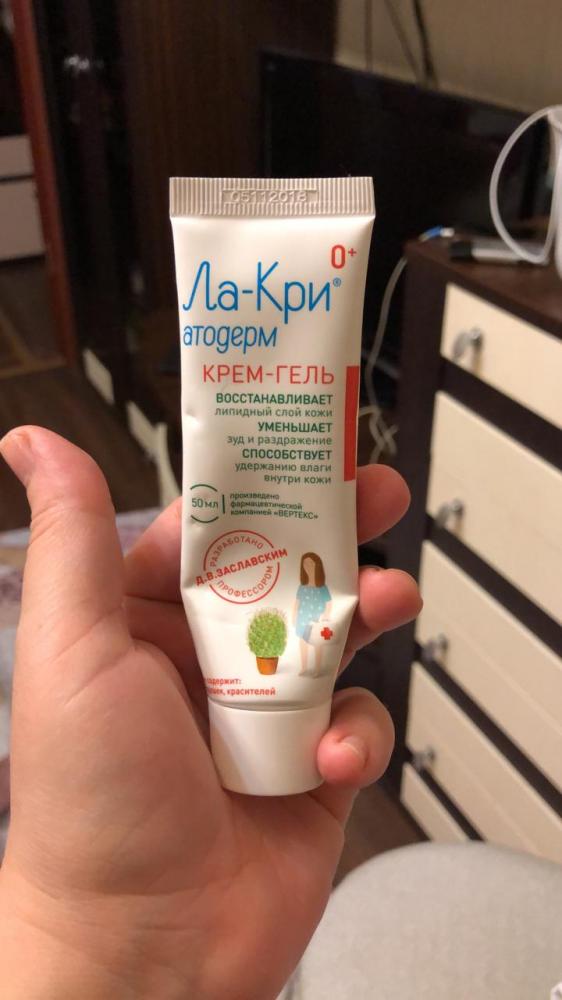 05112018
0+
Ла-Кри®
атодерм
КРЕМ-ГЕЛЬ
ВОССТАНАВЛИВАЕТ
липидный слой кожи
УМЕНЬШАЕТ
зуд и раздражение
СПОСОБСТВУЕТ
удержанию влаги
внутри кожи
50 мл
произведено
фармацевтической
компанией «ВЕРТЕКС»
РАЗРАБОТАНО
Д.В.ЗАСЛАВСКИМ
ПРОФЕССОРОМ
содержит:
красителей